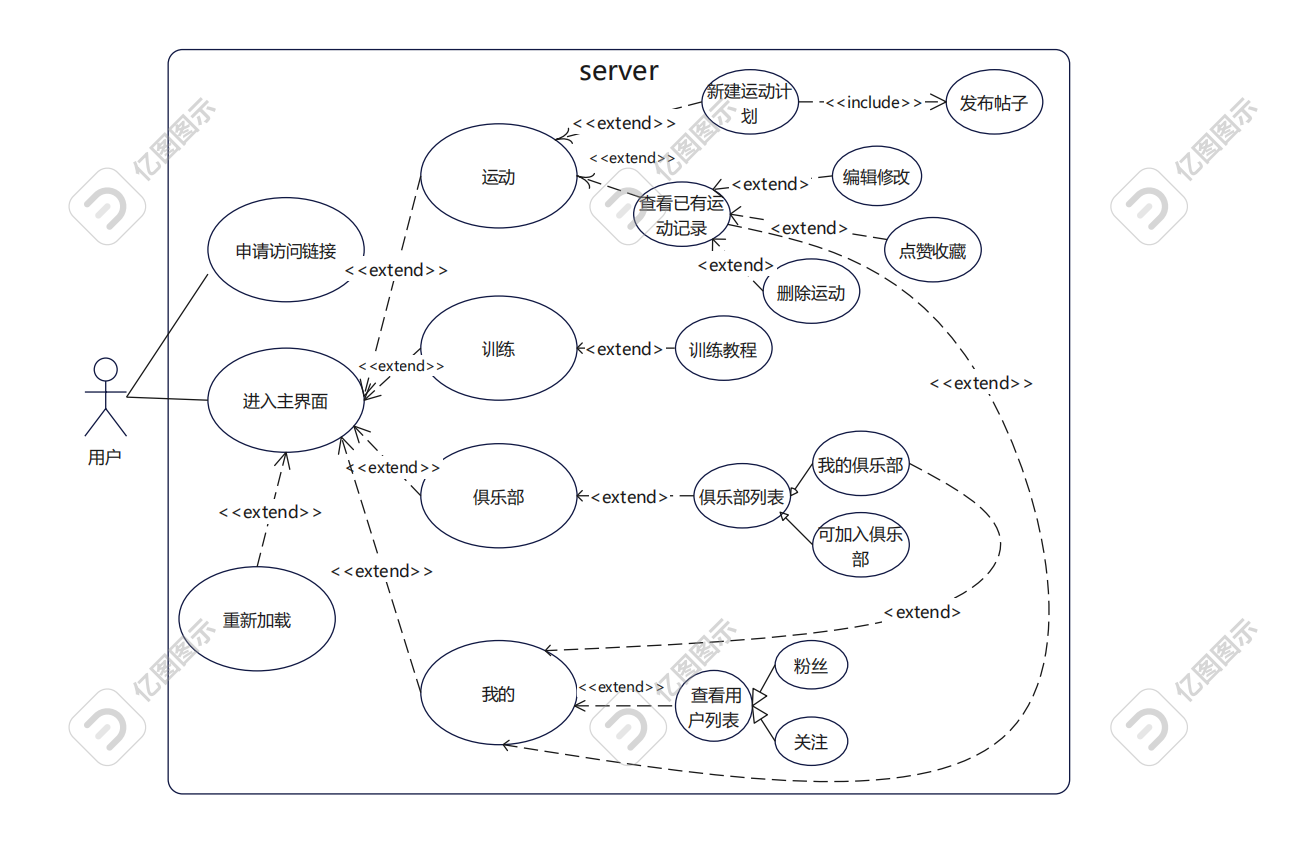 server
新建运动计
划
<<include>>
发布帖子
<<extend>>
运动
<<extend>>
编辑修改
<extend>
查看已有运
动记录
<extend>
点赞收藏
申请访问链接
<<extend>>
<extend>
删除运动
训练
<extend>
训练教程
<<extend>>
<<extend>>
进入主界面
用户
<<extend>>
俱乐部
<extend>
俱乐部列表
我的俱乐部
可加入俱乐
部
<<extend>>
<<extend>>
重新加载
<extend>
我的
<<extend>>
查看用
户列表
粉丝
关注
亿图图示
亿图图示
亿图图示
亿图图示
亿图图示
亿图图示